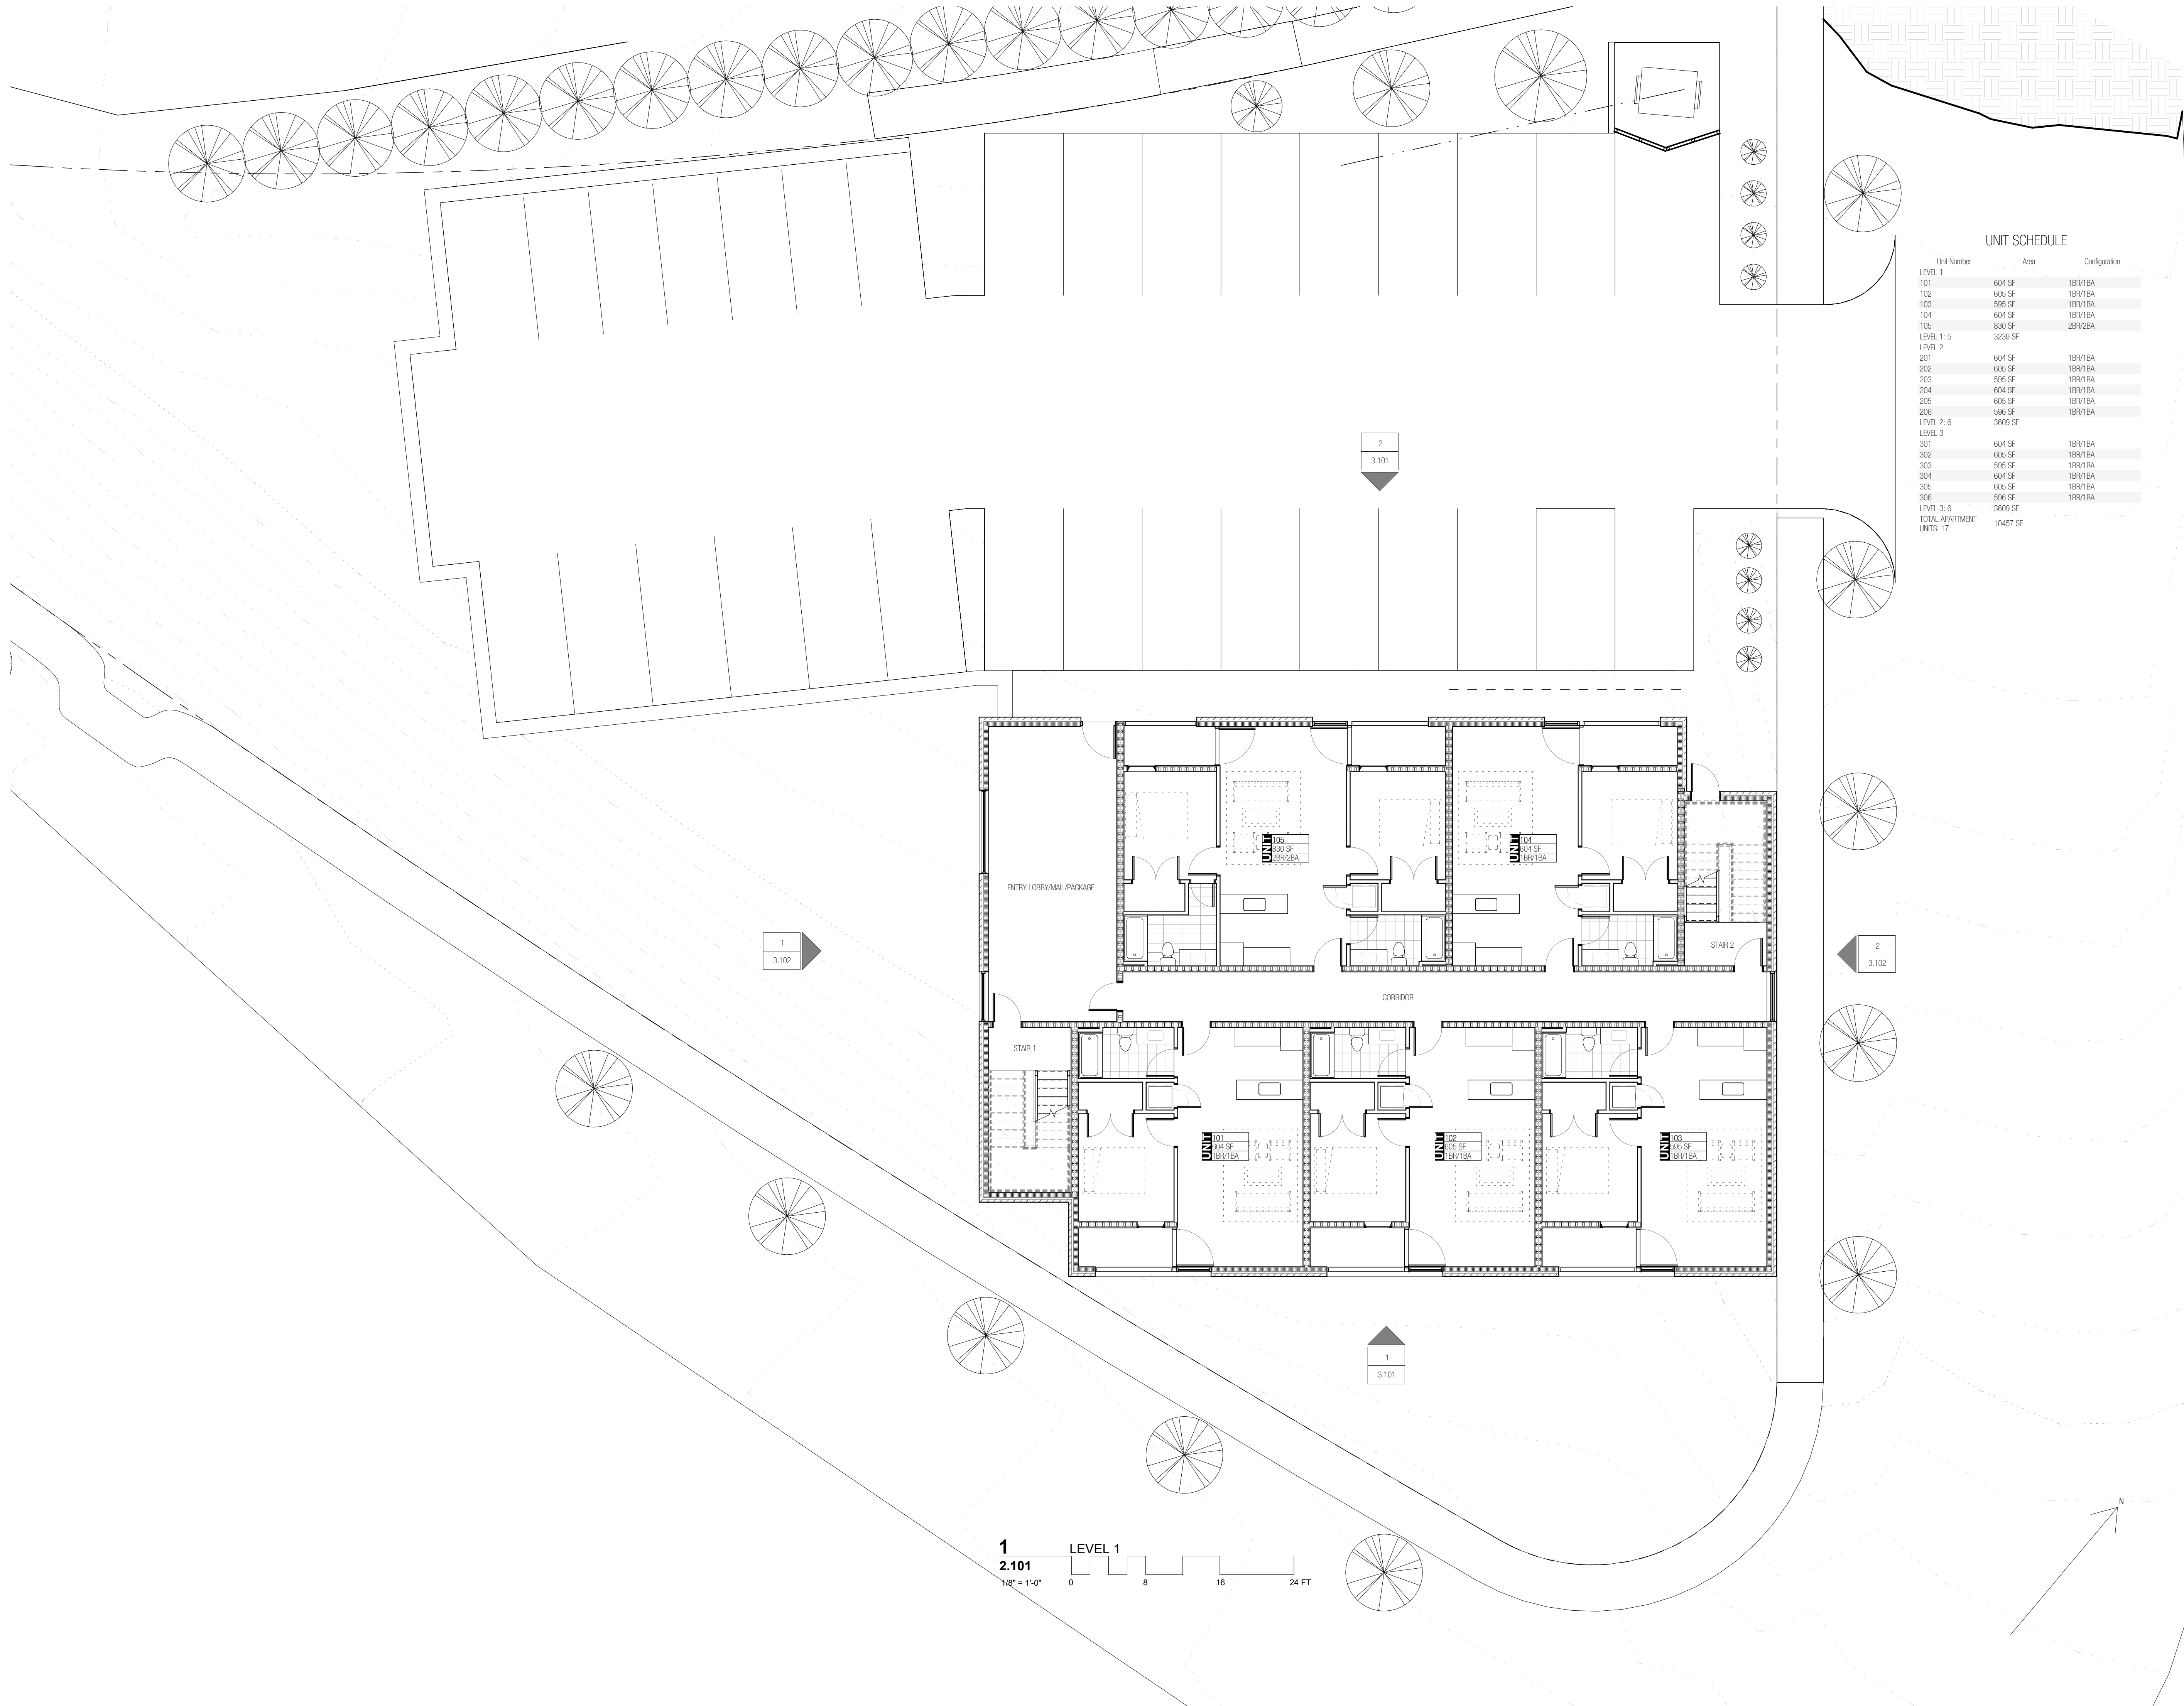 UNIT SCHEDULE
Unit Number Area Configuration
LEVEL 1
101 604 SF 1BR/1BA
102 605 SF 1BR/1BA
103 595 SF 1BR/1BA
104 604 SF 1BR/1BA
105 830 SF 2BR/2BA
LEVEL 1: 5 3239 SF
LEVEL 2
201 604 SF 1BR/1BA
202 605 SF 1BR/1BA
203 595 SF 1BR/1BA
204 604 SF 1BR/1BA
205 605 SF 1BR/1BA
206 596 SF 1BR/1BA
LEVEL 2: 6 3609 SF
LEVEL 3
301 604 SF 1BR/1BA
302 605 SF 1BR/1BA
303 595 SF 1BR/1BA
304 604 SF 1BR/1BA
305 605 SF 1BR/1BA
306 596 SF 1BR/1BA
LEVEL 3: 6 3609 SF
TOTAL APARTMENT
UNITS: 17 10457 SF
2
3.101
UNIT
105
830 SF
2BR/2BA
UNIT
104
604 SF
1BR/1BA
ENTRY LOBBY/MAIL/PACKAGE
1
3.102
STAIR 2
2
3.102
CORRIDOR
STAIR 1
UNIT
101
604 SF
1BR/1BA
UNIT
102
605 SF
1BR/1BA
UNIT
103
595 SF
1BR/1BA
1
3.101
N
1 LEVEL 1
2.101
1/8" = 1'-0" 0 8 16 24 FT